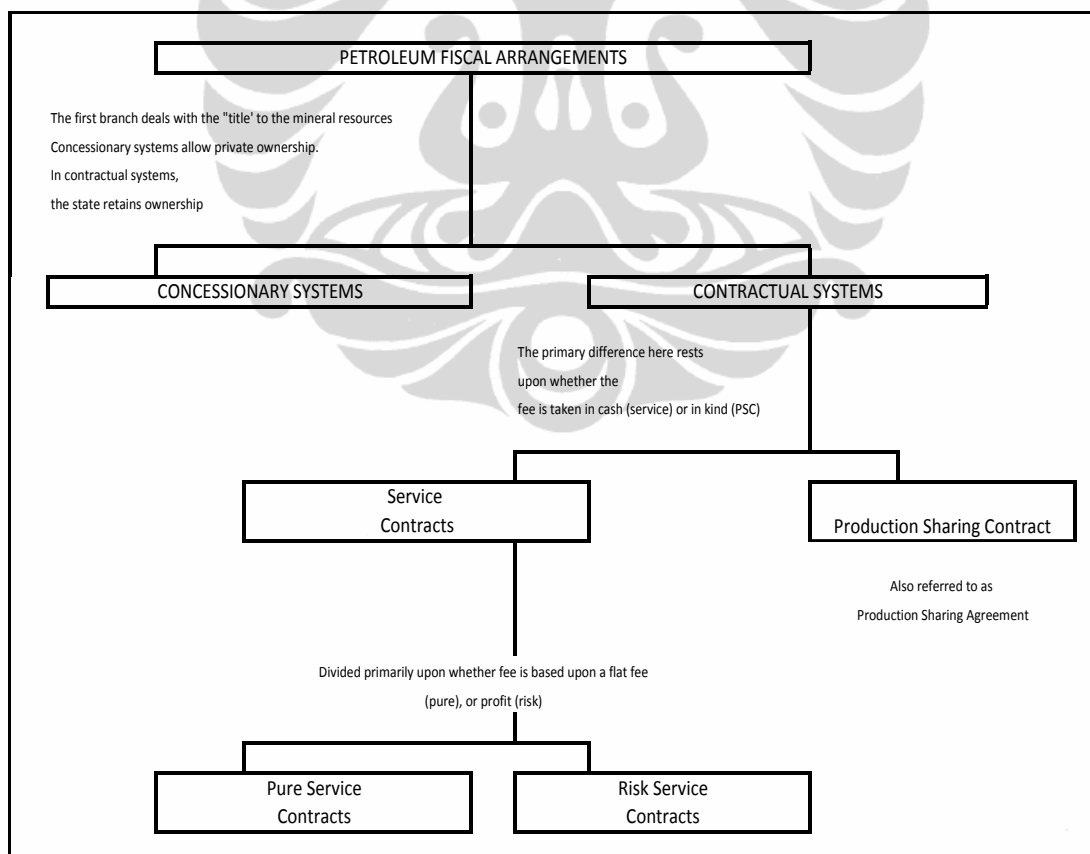 PETROLEUM FISCAL ARRANGEMENTS
The first branch deals with the "title' to the mineral resources
Concessionary systems allow private ownership.
In contractual systems,
the state retains ownership
CONCESSIONARY SYSTEMS
CONTRACTUAL SYSTEMS
The primary difference here rests
upon whether the
fee is taken in cash (service) or in kind (PSC)
Service
Contracts
Production Sharing Contract
Also referred to as
Production Sharing Agreement
Divided primarily upon whether fee is based upon a flat fee
(pure), or profit (risk)
Pure Service
Contracts
Risk Service
Contracts